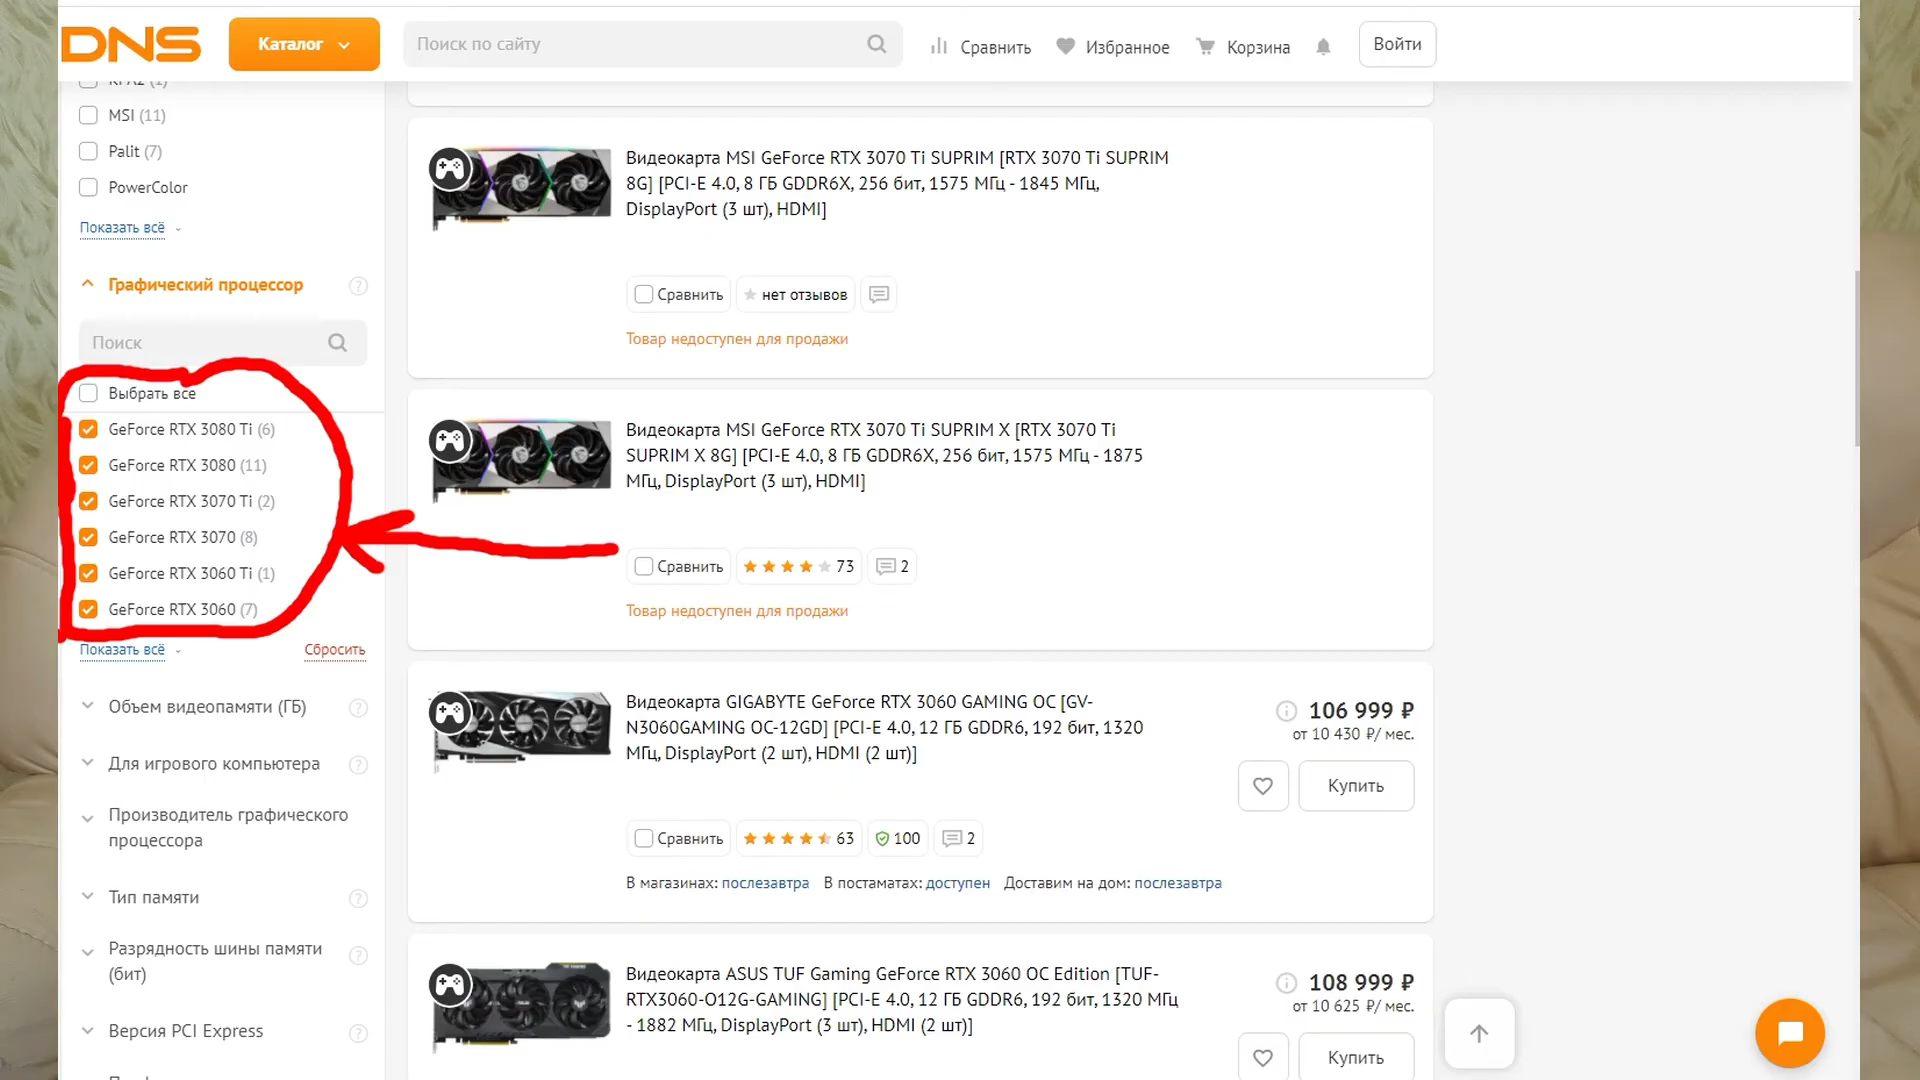 DNS
Каталог
Поиск по сайту
Сравнить
Избранное
Корзина
Войти
KFA2 (1)
MSI (11)
Palit (7)
PowerColor
Показать всё
Графический процессор
Поиск
Выбрать все
GeForce RTX 3080 Ti (6)
GeForce RTX 3080 (11)
GeForce RTX 3070 Ti (2)
GeForce RTX 3070 (8)
GeForce RTX 3060 Ti (1)
GeForce RTX 3060 (7)
Показать всё
Сбросить
Объем видеопамяти (ГБ)
Для игрового компьютера
Производитель графического
процессора
Тип памяти
Разрядность шины памяти
(бит)
Версия PCI Express
Видеокарта MSI GeForce RTX 3070 Ti SUPRIM [RTX 3070 Ti SUPRIM
8G] [PCI-E 4.0, 8 ГБ GDDR6X, 256 бит, 1575 МГц - 1845 МГц,
DisplayPort (3 шт), HDMI]
Сравнить
нет отзывов
Товар недоступен для продажи
Видеокарта MSI GeForce RTX 3070 Ti SUPRIM X [RTX 3070 Ti
SUPRIM X 8G] [PCI-E 4.0, 8 ГБ GDDR6X, 256 бит, 1575 МГц - 1875
МГц, DisplayPort (3 шт), HDMI]
Сравнить
73
2
Товар недоступен для продажи
Видеокарта GIGABYTE GeForce RTX 3060 GAMING OC [GV-
N3060GAMING OC-12GD] [PCI-E 4.0, 12 ГБ GDDR6, 192 бит, 1320
МГц, DisplayPort (2 шт), HDMI (2 шт)]
106 999 ₽
от 10 430 ₽/ мес.
Купить
Сравнить
63
100
2
В магазинах: послезавтра В постаматах: доступен Доставим на дом: послезавтра
Видеокарта ASUS TUF Gaming GeForce RTX 3060 OC Edition [TUF-
RTX3060-O12G-GAMING] [PCI-E 4.0, 12 ГБ GDDR6, 192 бит, 1320 МГц
- 1882 МГц, DisplayPort (3 шт), HDMI (2 шт)]
108 999 ₽
от 10 625 ₽/ мес.
Купить